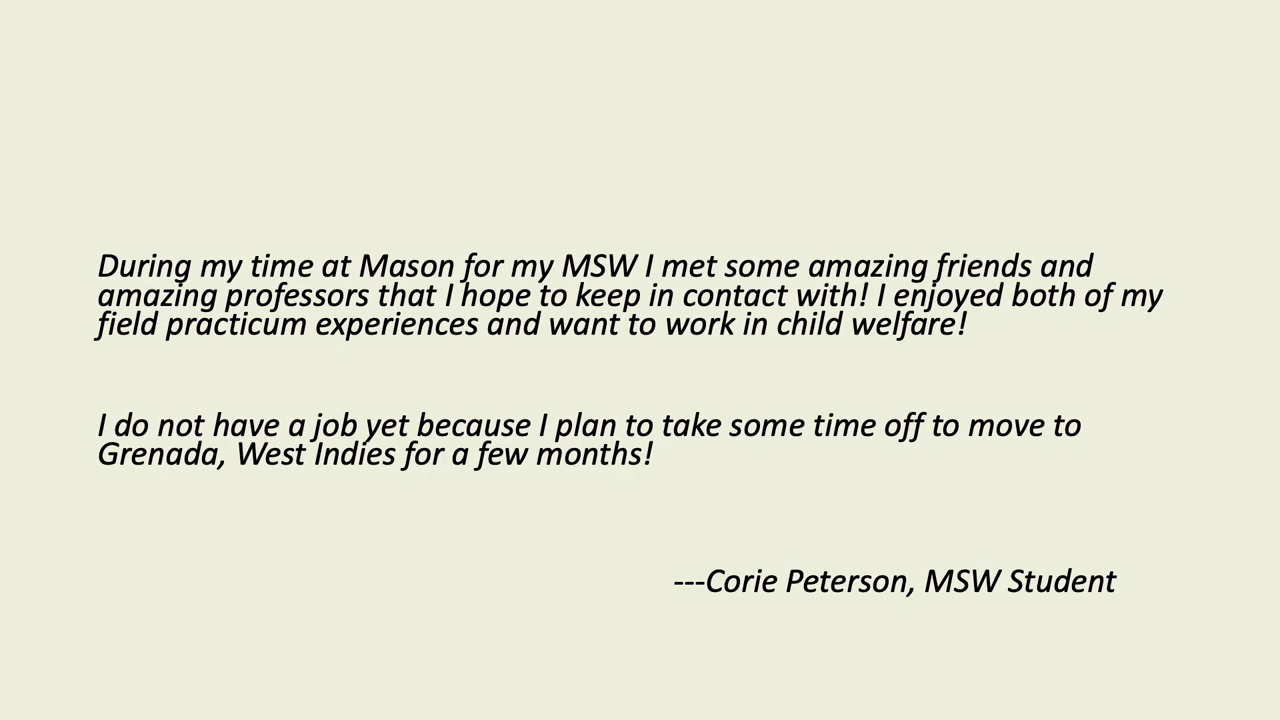 During my time at Mason for my MSW I met some amazing friends and
amazing professors that I hope to keep in contact with! I enjoyed both of my
field practicum experiences and want to work in child welfare!
I do not have a job yet because I plan to take some time off to move to
Grenada, West Indies for a few months!
---Corie Peterson, MSW Student